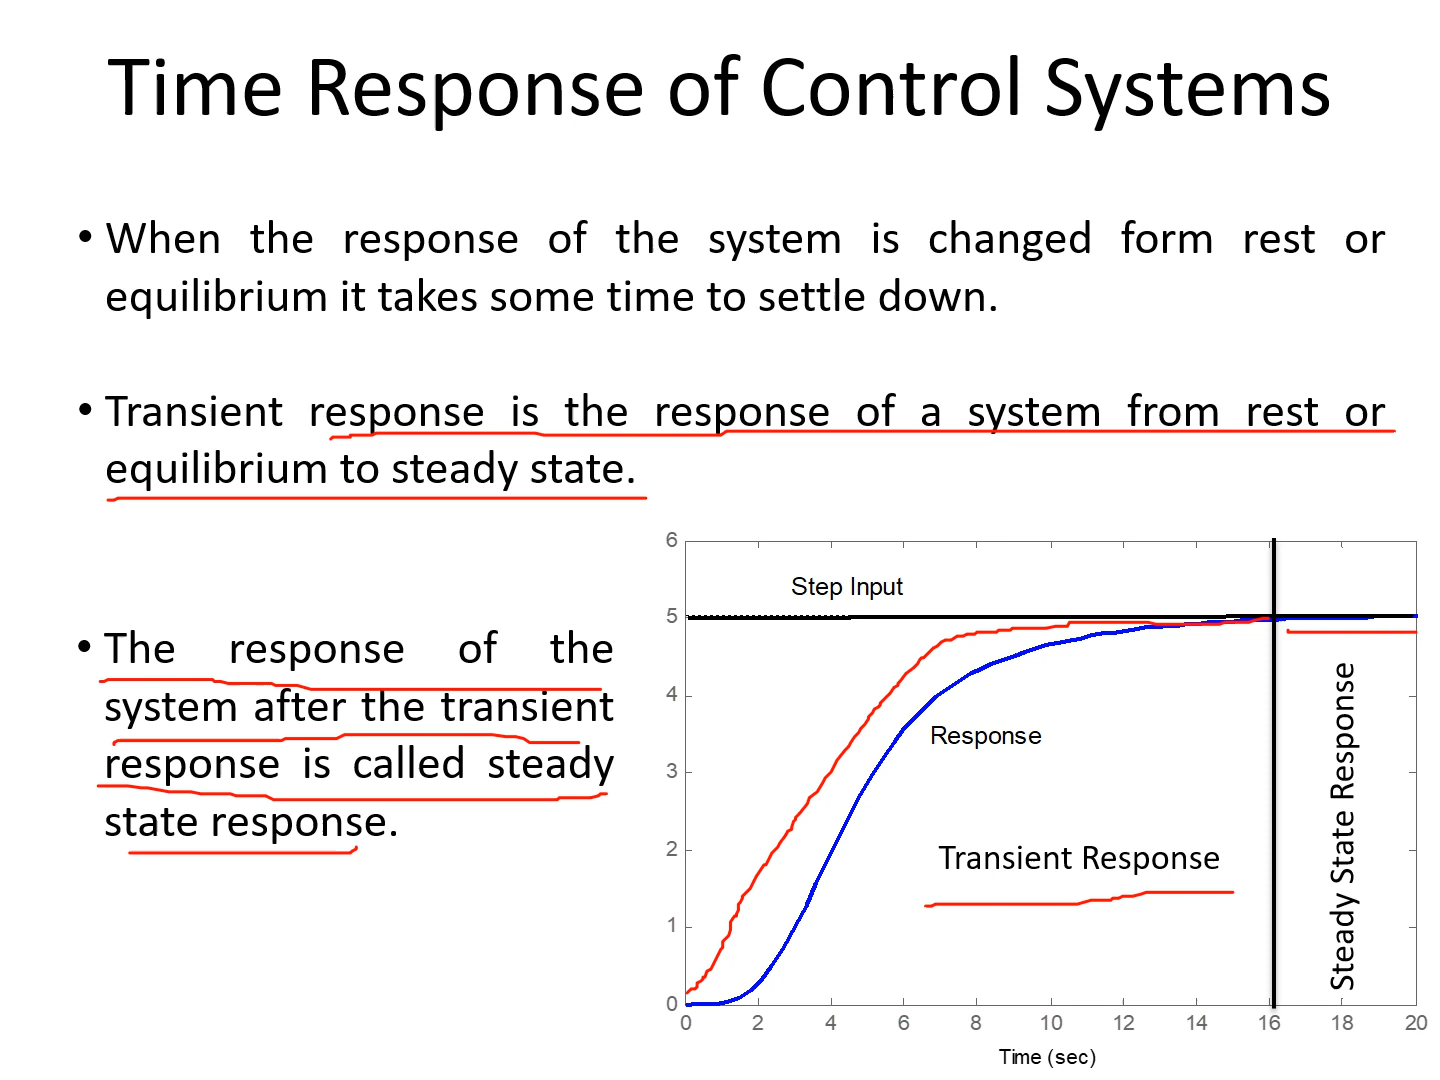 Time Response of Control Systems
• When the response of the system is changed form rest or
equilibrium it takes some time to settle down.
• Transient response is the response of a system from rest or
equilibrium to steady state.
• The response of the
system after the transient
response is called steady
state response.
6
Step Input
5
4
Response
3
2
Transient Response
Steady State Response
1
0
0 2 4 6 8 10 12 14 16 18 20
Time (sec)